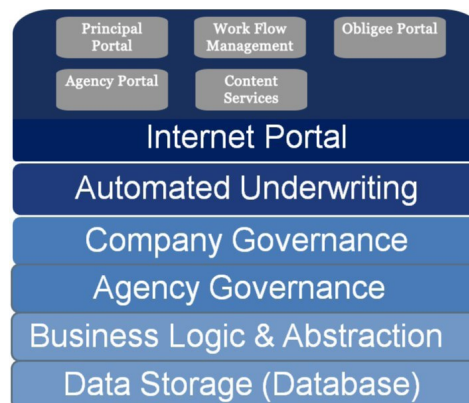 Principal
Portal
Work Flow
Management
Obligee Portal
Agency Portal
Content
Services
Internet Portal
Automated Underwriting
Company Governance
Agency Governance
Business Logic & Abstraction
Data Storage (Database)